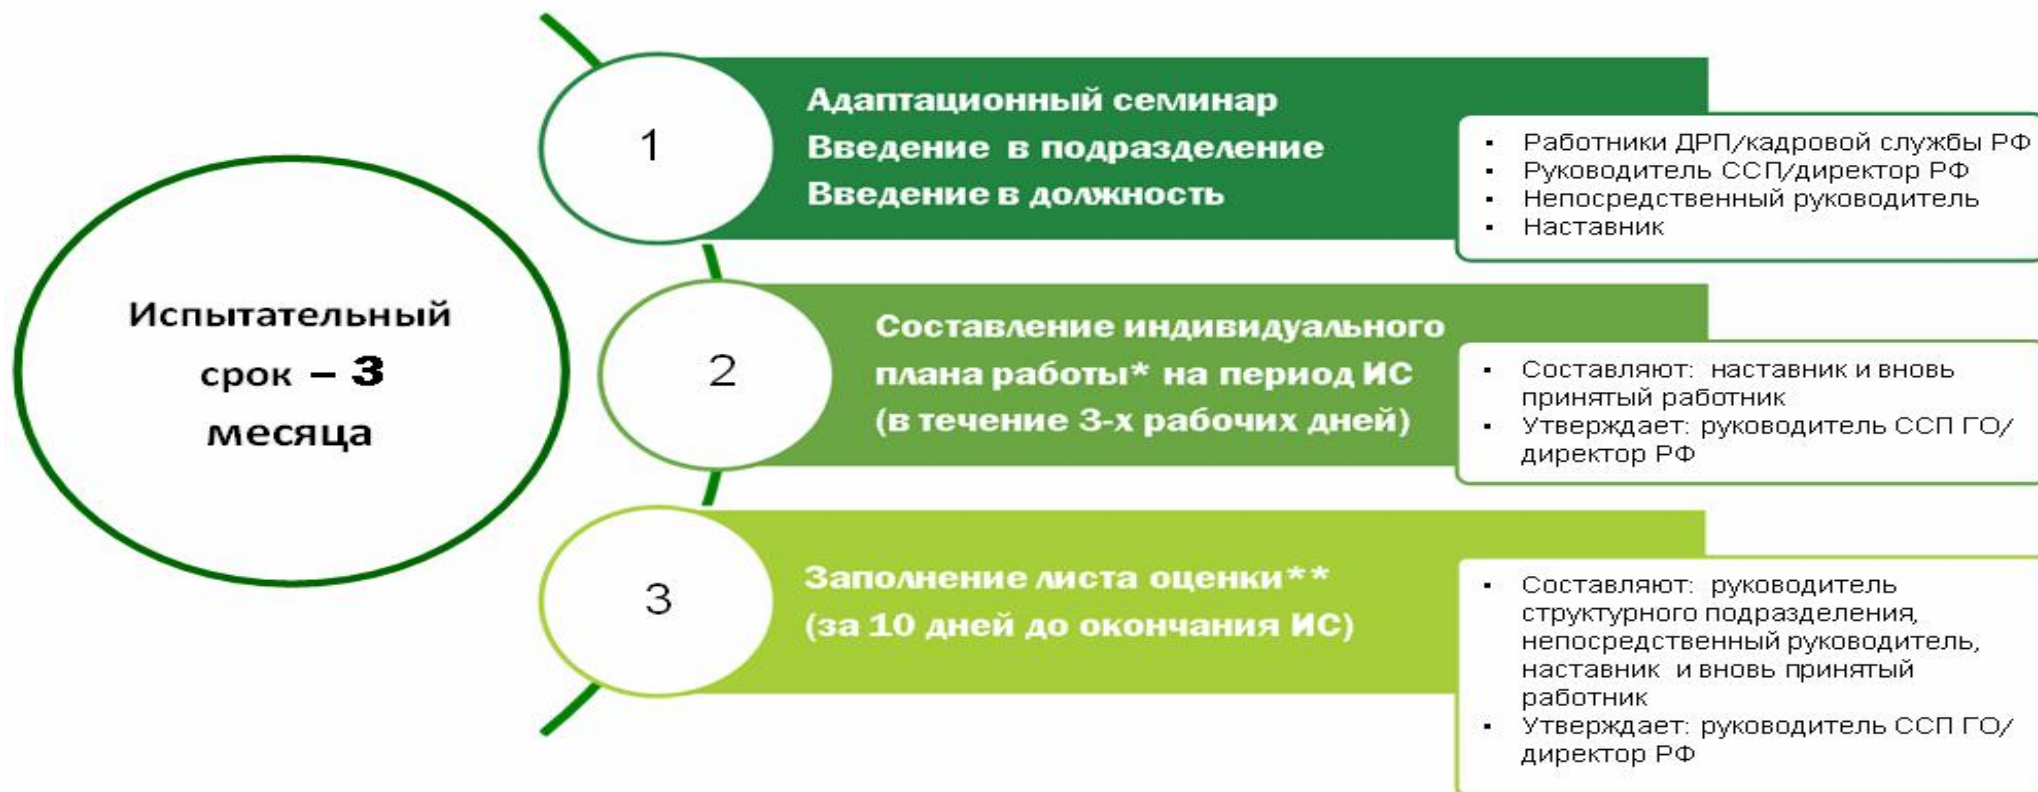 Испытательный
срок – 3
месяца
1
Адаптационный семинар
Введение в подразделение
Введение в должность
▪ Работники ДРП/кадровой службы РФ
▪ Руководитель ССП/директор РФ
▪ Непосредственный руководитель
▪ Наставник
2
Составление индивидуального
плана работы* на период ИС
(в течение 3-х рабочих дней)
▪ Составляют: наставник и вновь
принятый работник
▪ Утверждает: руководитель ССП ГО/
директор РФ
3
Заполнение листа оценки**
(за 10 дней до окончания ИС)
▪ Составляют: руководитель
структурного подразделения,
непосредственный руководитель,
наставник и вновь принятый
работник
▪ Утверждает: руководитель ССП ГО/
директор РФ